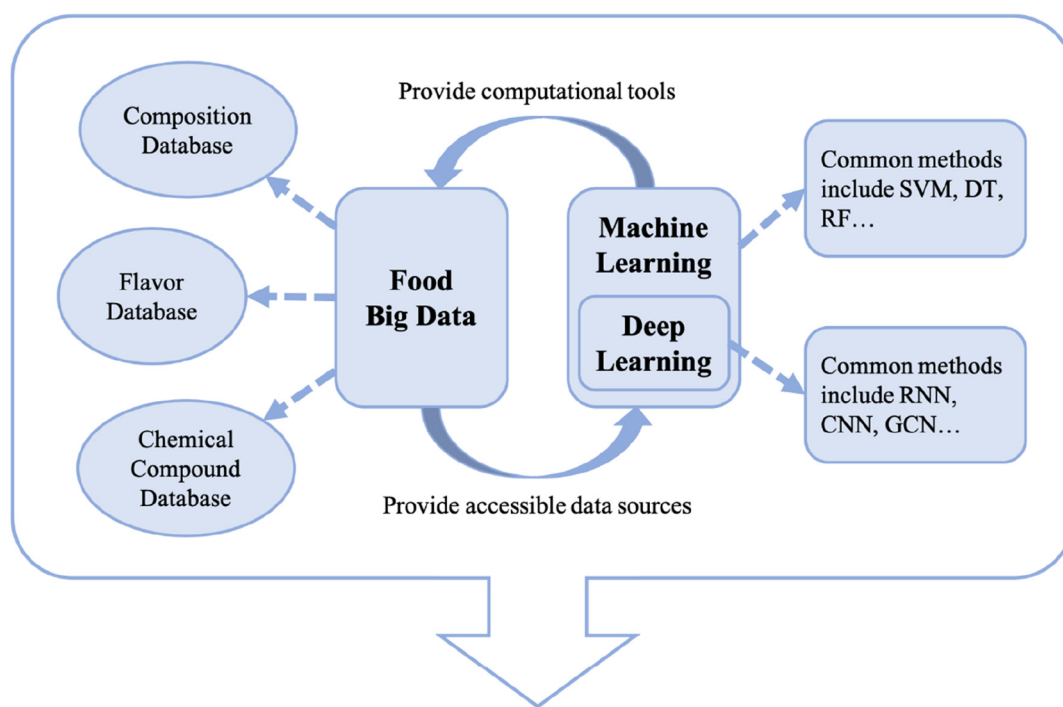 Provide computational tools
Composition
Database
Flavor
Database
Chemical
Compound
Database
Food
Big Data
Machine
Learning
Deep
Learning
Common methods
include SVM, DT,
RF…
Common methods
include RNN,
CNN, GCN…
Provide accessible data sources